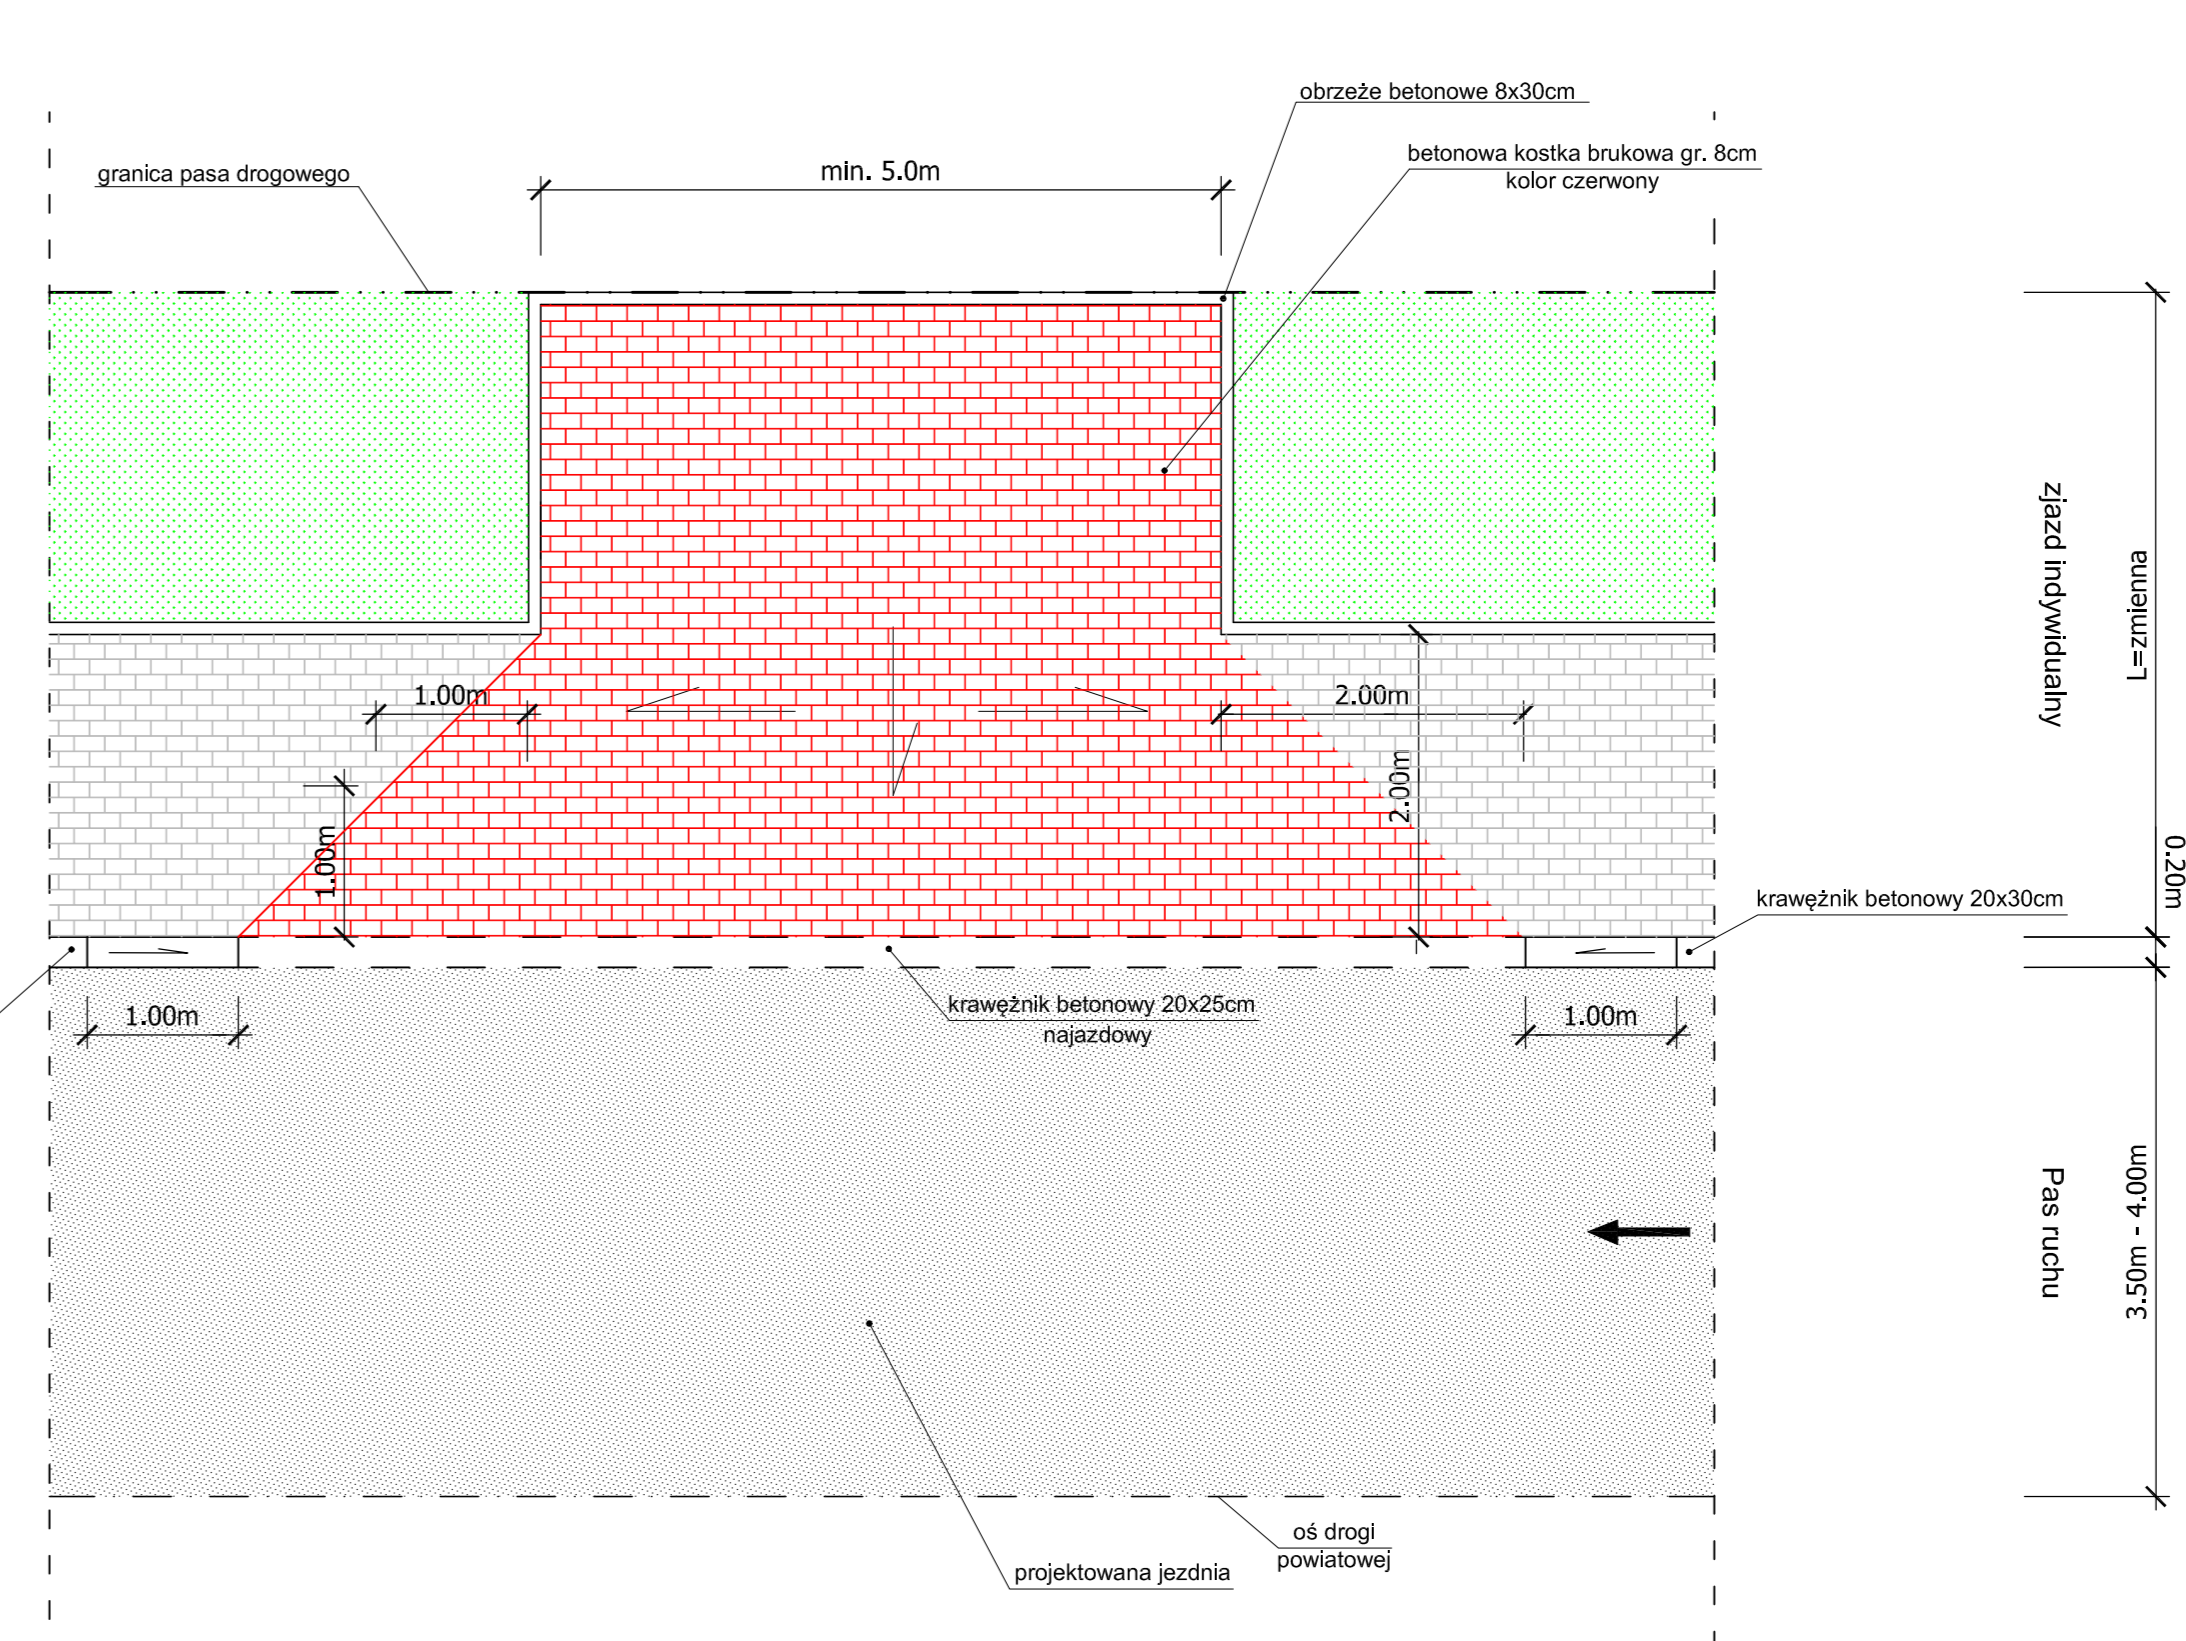 obrzeże betonowe 8x30cm
betonowa kostka brukowa gr. 8cm
kolor czerwony
min. 5.0m
granica pasa drogowego
zjazd indywidualny
L=zmienna
1.00m
2.00m
2.00m
1.00m
0.20m
krawężnik betonowy 20x30cm
krawężnik betonowy 20x25cm
najazdowy
1.00m
1.00m
Pas ruchu
3.50m - 4.00m
oś drogi
powiatowej
projektowana jezdnia